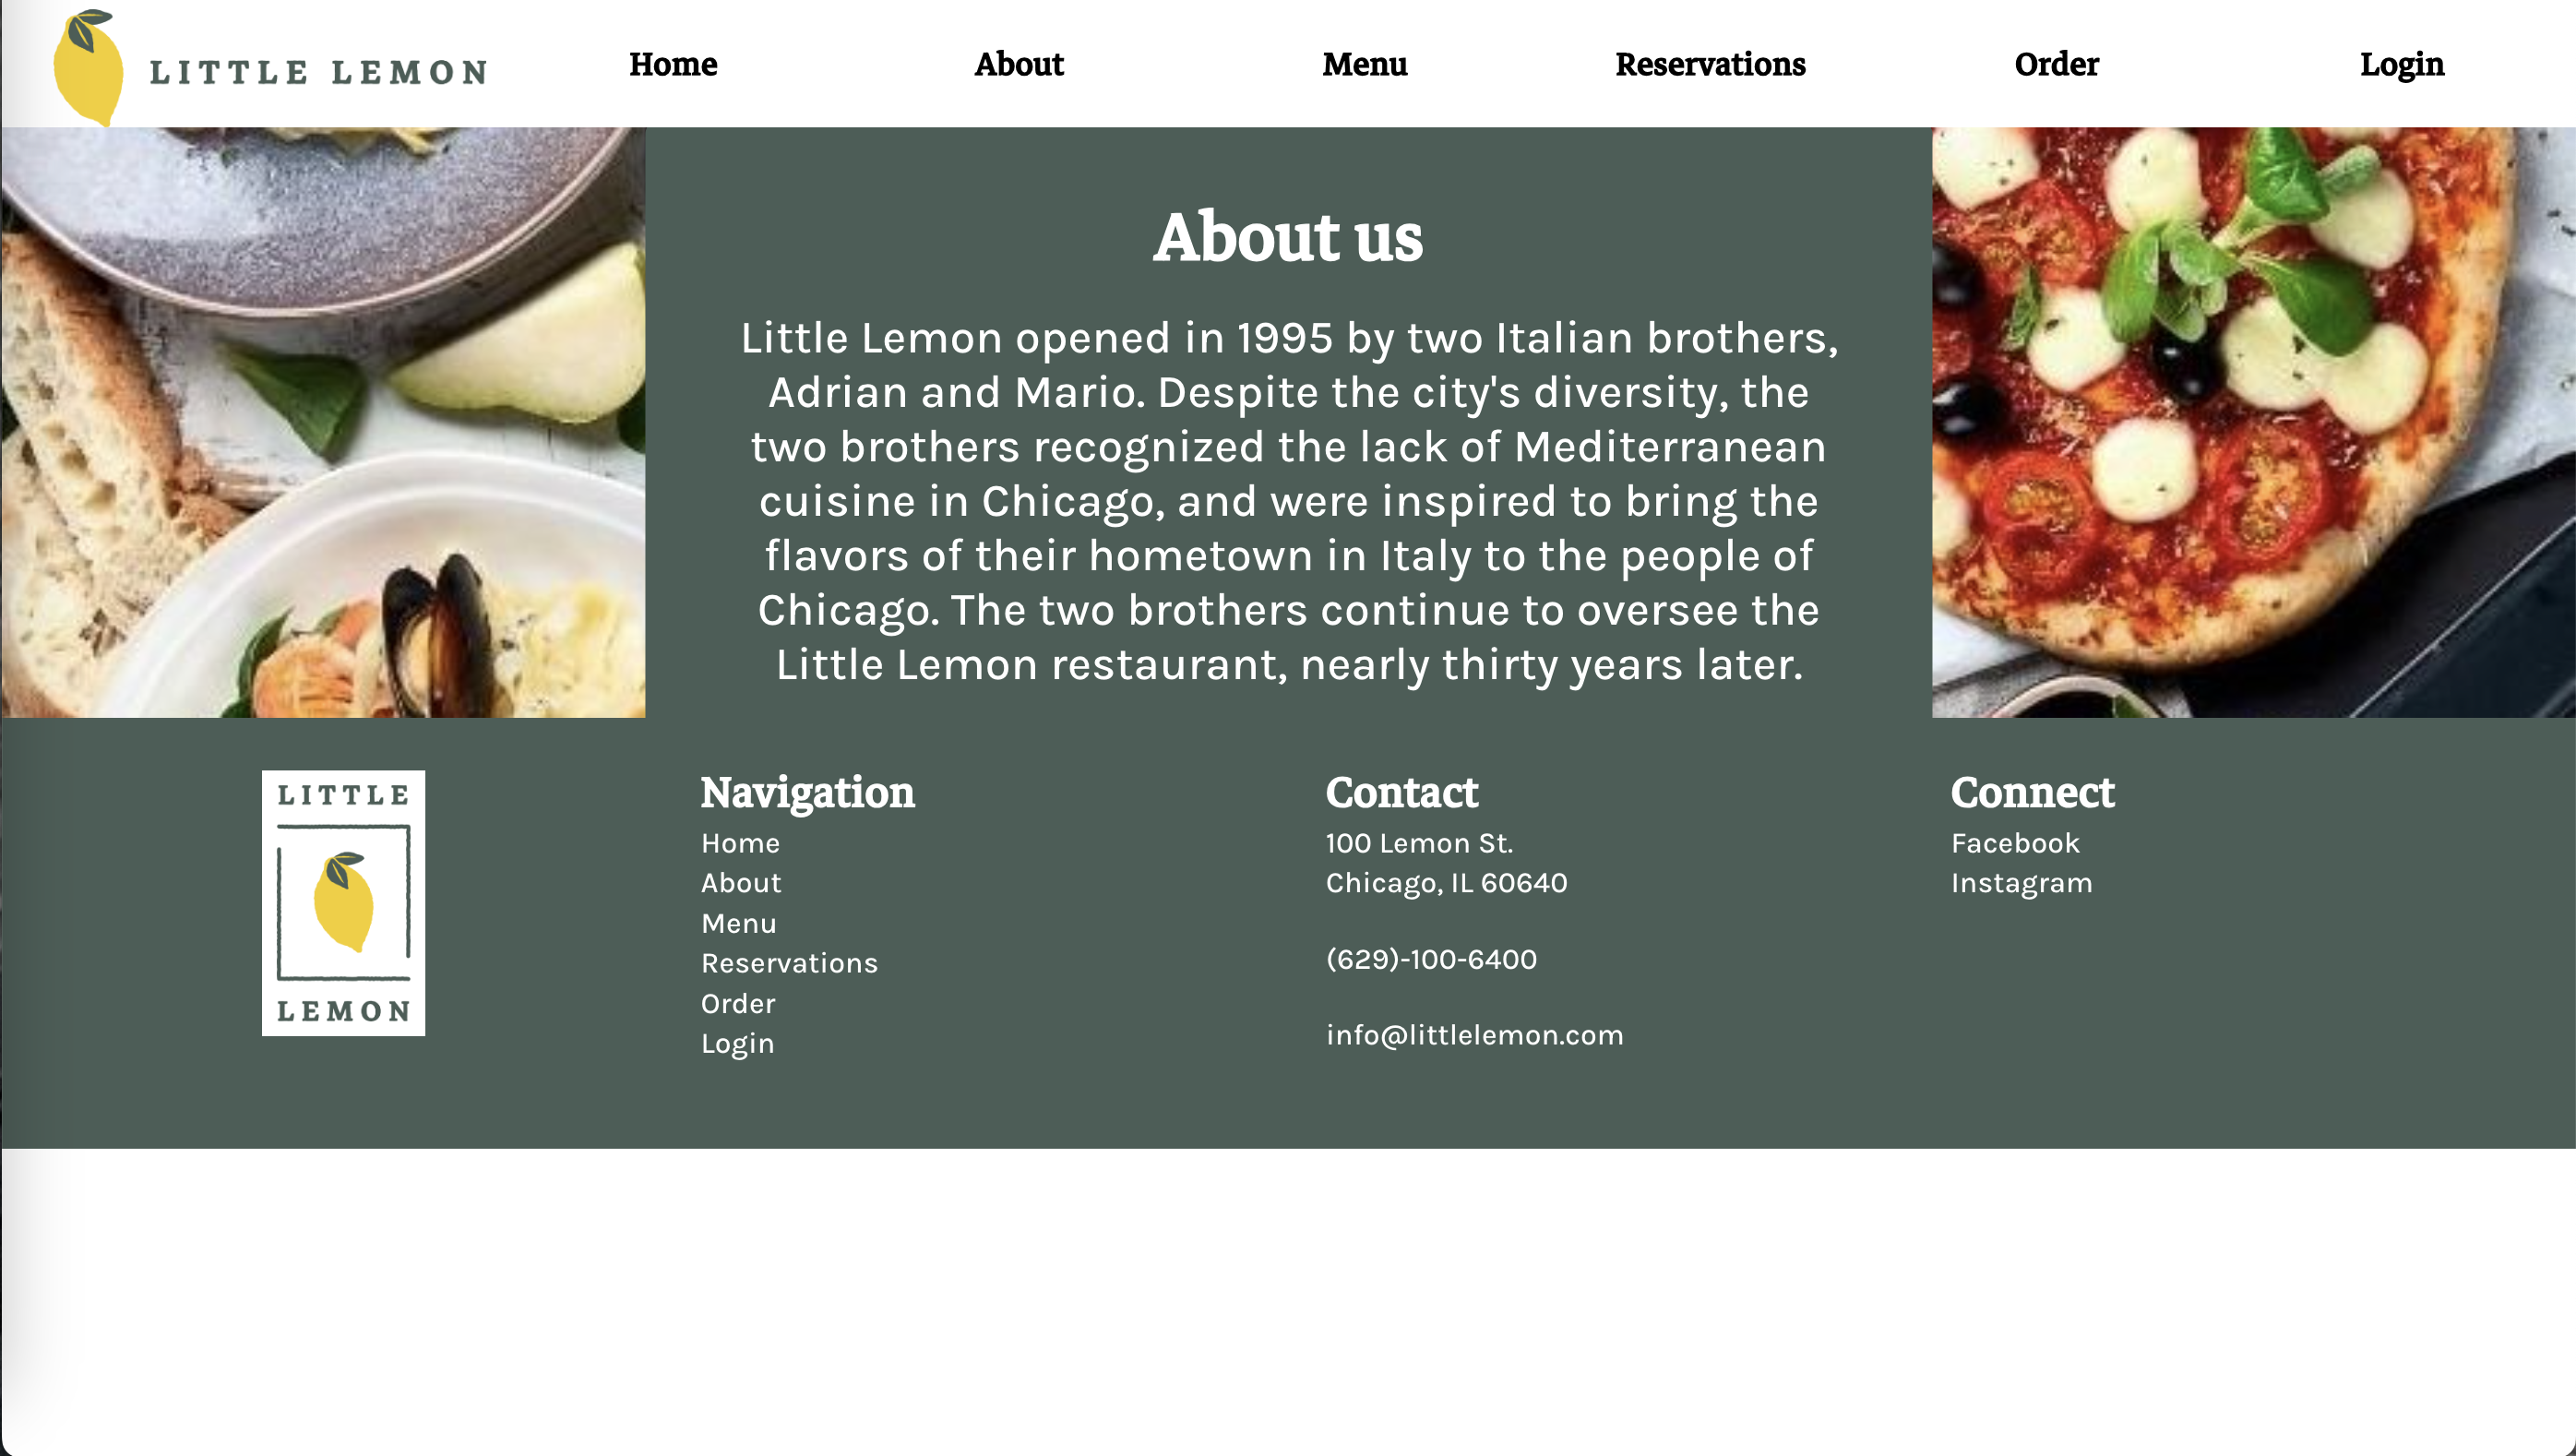 LITTLE LEMON
Home
About
Menu
Reservations
Order
Login
About us
Little Lemon opened in 1995 by two Italian brothers,
Adrian and Mario. Despite the city's diversity, the
two brothers recognized the lack of Mediterranean
cuisine in Chicago, and were inspired to bring the
flavors of their hometown in Italy to the people of
Chicago. The two brothers continue to oversee the
Little Lemon restaurant, nearly thirty years later.
LITTLE
LEMON
Navigation
Home
About
Menu
Reservations
Order
Login
Contact
100 Lemon St.
Chicago, IL 60640
(629)-100-6400
info@littlelemon.com
Connect
Facebook
Instagram